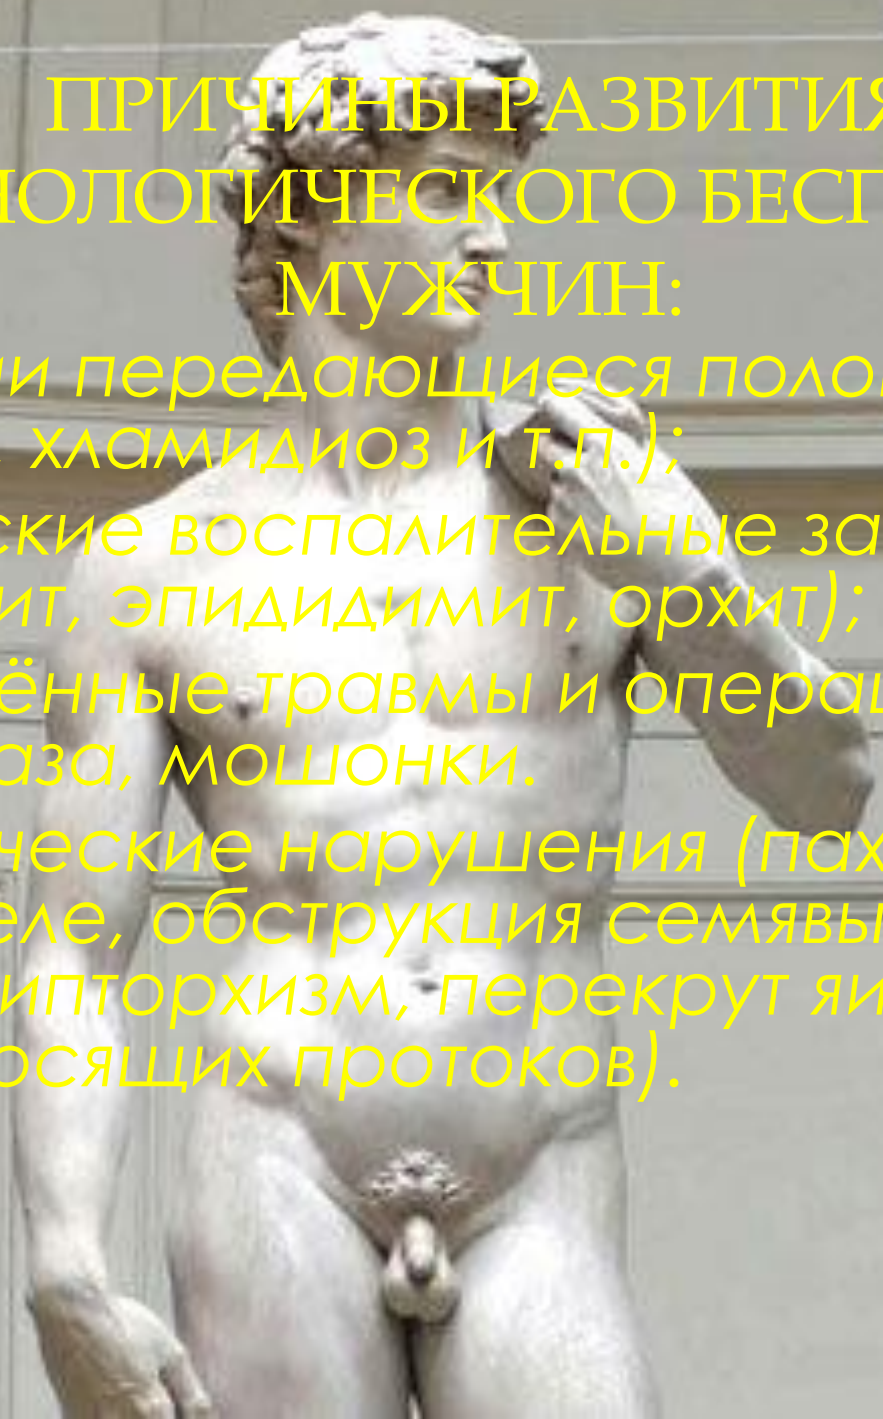 ПРИЧИНЫ РАЗВИТИЯ
НОЛОГИЧЕСКОГО БЕСП
МУЖЧИН:
ии передающиеся полов
, хламидиоз и т.п.);
ские воспалительные за
ит, эпидидимит, орхит);
ённые травмы и операц
аза, мошонки.
ческие нарушения (пах
еле, обструкция семявы
ипторхизм, перекрут яи
осящих протоков).